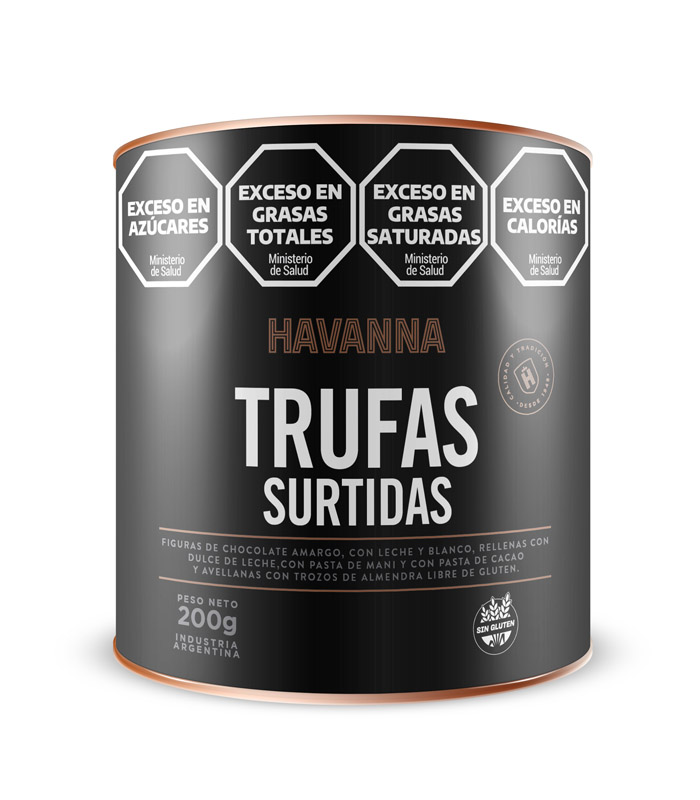 EXCESO EN
AZÚCARES
Ministerio
de Salud
EXCESO EN
GRASAS
TOTALES
Ministerio
de Salud
EXCESO EN
GRASAS
SATURADAS
Ministerio
de Salud
EXCESO EN
CALORÍAS
Ministerio
de Salud
HAVANNA
CALIDAD Y TRADICIÓN
H
TRUFAS
SURTIDAS
FIGURAS DE CHOCOLATE AMARGO, CON LECHE Y BLANCO, RELLENAS CON
DULCE DE LECHE,CON PASTA DE MANI Y CON PASTA DE CACAO
Y AVELLANAS CON TROZOS DE ALMENDRA LIBRE DE GLUTEN.
PESO NETO
200g
INDUSTRIA
ARGENTINA
SIN GLUTEN